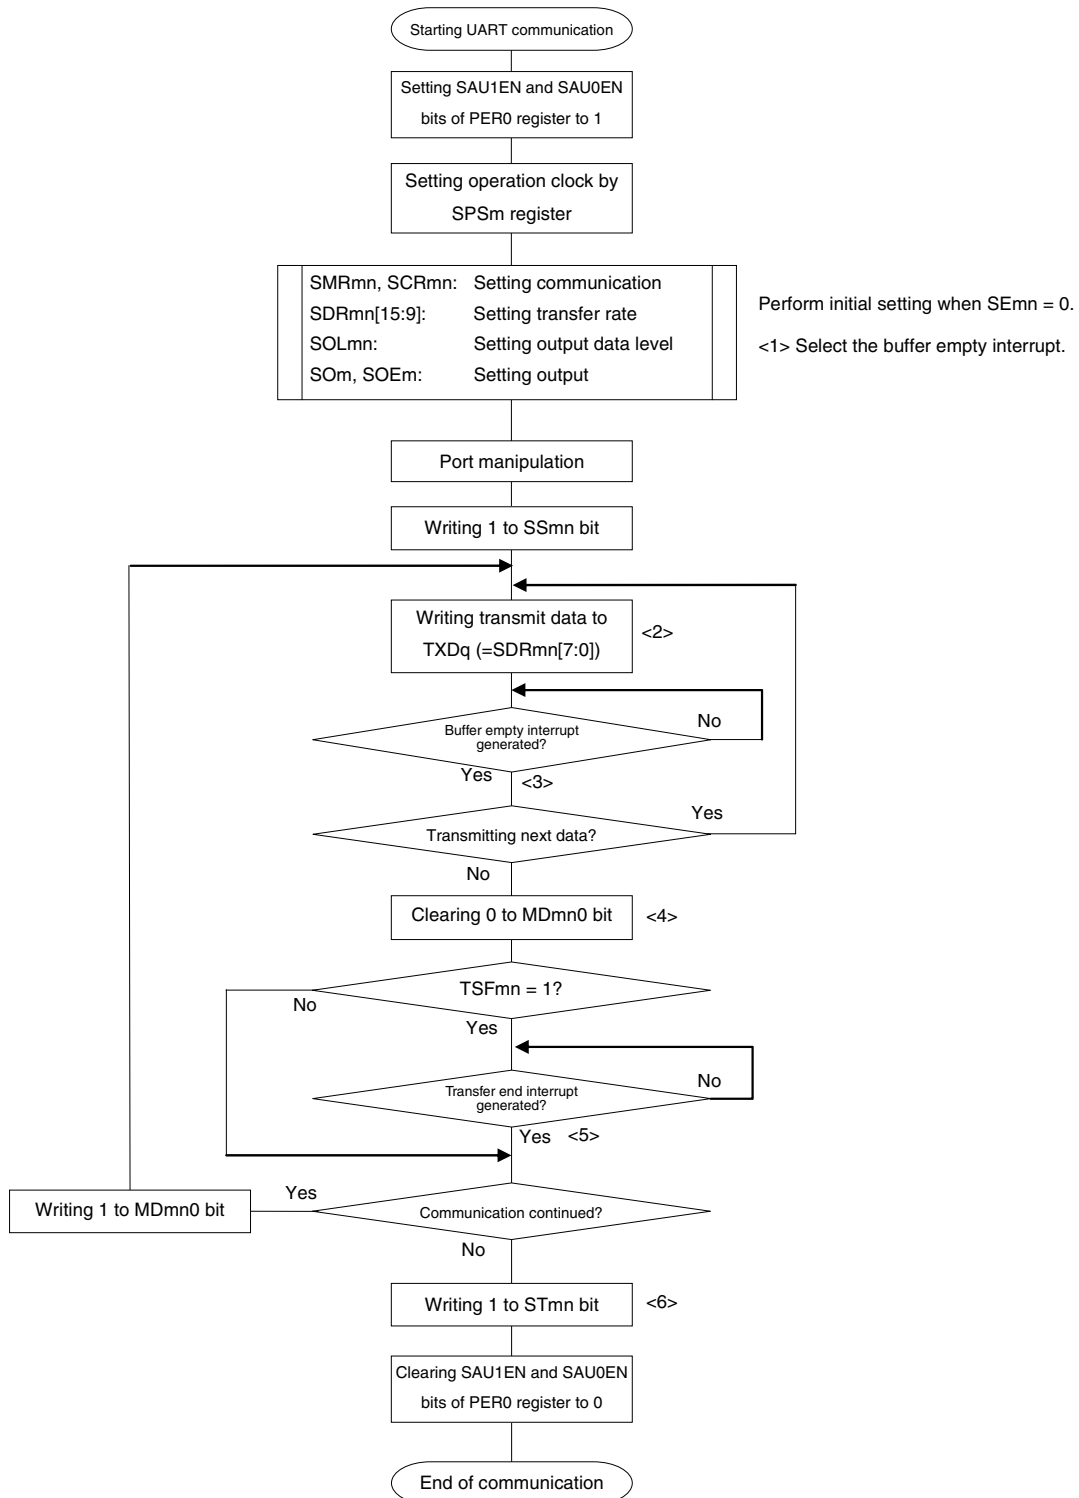 Starting UART communication
Setting SAU1EN and SAU0EN
bits of PER0 register to 1
Setting operation clock by
SPSm register
SMRmn, SCRmn: Setting communication
SDRmn[15:9]: Setting transfer rate
SOLmn: Setting output data level
SOm, SOEm: Setting output
Perform initial setting when SEmn = 0.
<1> Select the buffer empty interrupt.
Port manipulation
Writing 1 to SSmn bit
Writing transmit data to
TXDq (=SDRmn[7:0])
<2>
Buffer empty interrupt
generated?
No
Yes
<3>
Transmitting next data?
Yes
No
Clearing 0 to MDmn0 bit
<4>
TSFmn = 1?
No
Yes
Transfer end interrupt
generated?
No
Yes
<5>
Writing 1 to MDmn0 bit
Yes
Communication continued?
No
Writing 1 to STmn bit
<6>
Clearing SAU1EN and SAU0EN
bits of PER0 register to 0
End of communication